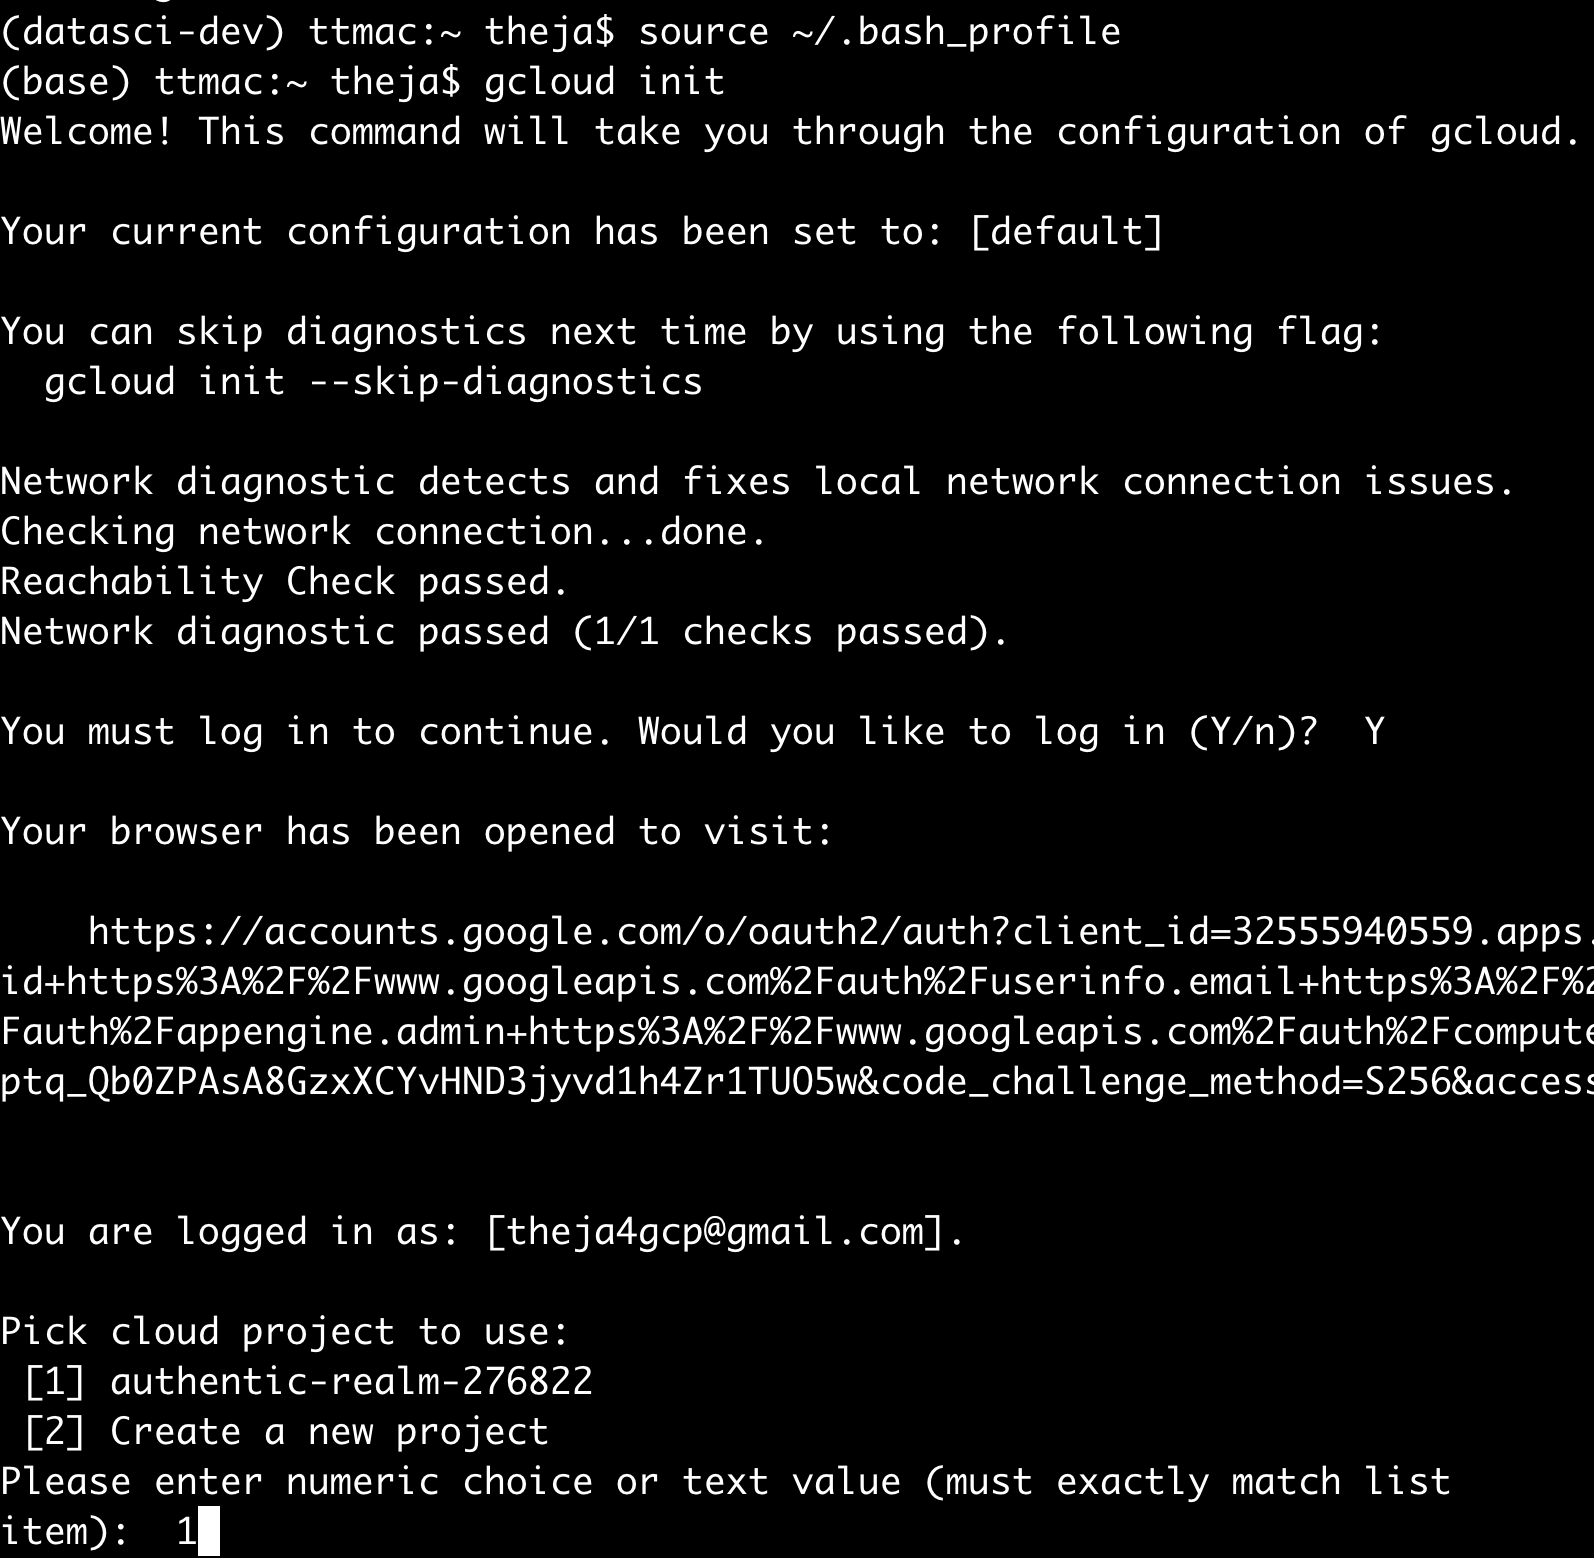 (datasci-dev) ttmac:~ theja$ source ~/.bash_profile
(base) ttmac:~ theja$ gcloud init
Welcome! This command will take you through the configuration of gcloud.
Your current configuration has been set to: [default]
You can skip diagnostics next time by using the following flag:
  gcloud init --skip-diagnostics
Network diagnostic detects and fixes local network connection issues.
Checking network connection...done.
Reachability Check passed.
Network diagnostic passed (1/1 checks passed).
You must log in to continue. Would you like to log in (Y/n)?  Y
Your browser has been opened to visit:
    https://accounts.google.com/o/oauth2/auth?client_id=32555940559.apps.
id+https%3A%2F%2Fwww.googleapis.com%2Fauth%2Fuserinfo.email+https%3A%2F%2
Fauth%2Fappengine.admin+https%3A%2F%2Fwww.googleapis.com%2Fauth%2Fcompute
ptq_Qb0ZPAsA8GzxXCYvHND3jyvd1h4Zr1TUO5w&code_challenge_method=S256&access
You are logged in as: [theja4gcp@gmail.com].
Pick cloud project to use:
 [1] authentic-realm-276822
 [2] Create a new project
Please enter numeric choice or text value (must exactly match list
item):  1